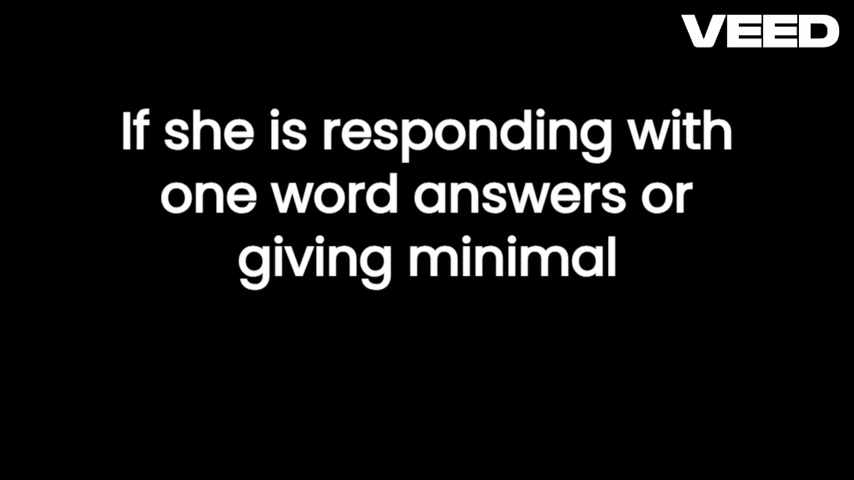 VEED
If she is responding with
one word answers or
giving minimal